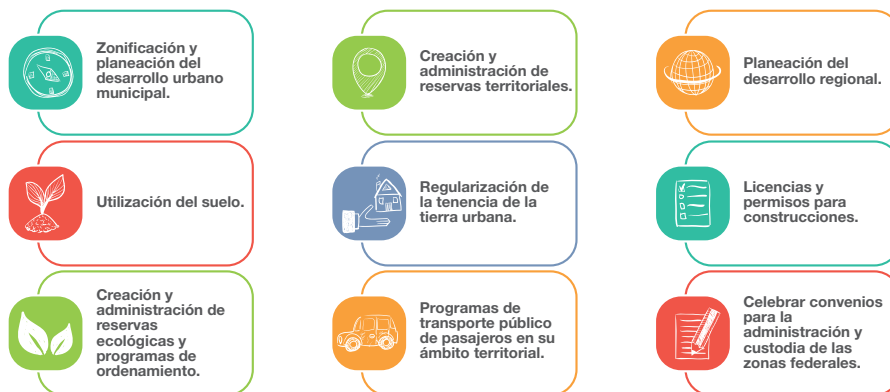 Zonificación y
planeación del
desarrollo urbano
municipal.
Creación y
administración de
reservas territoriales.
Planeación del
desarrollo regional.
Utilización del suelo.
Regularización de
la tenencia de la
tierra urbana.
Licencias y
permisos para
construcciones.
Creación y
administración de
reservas
ecológicas y
programas de
ordenamiento.
Programas de
transporte público
de pasajeros en su
ámbito territorial.
Celebrar convenios
para la
administración y
custodia de las
zonas federales.